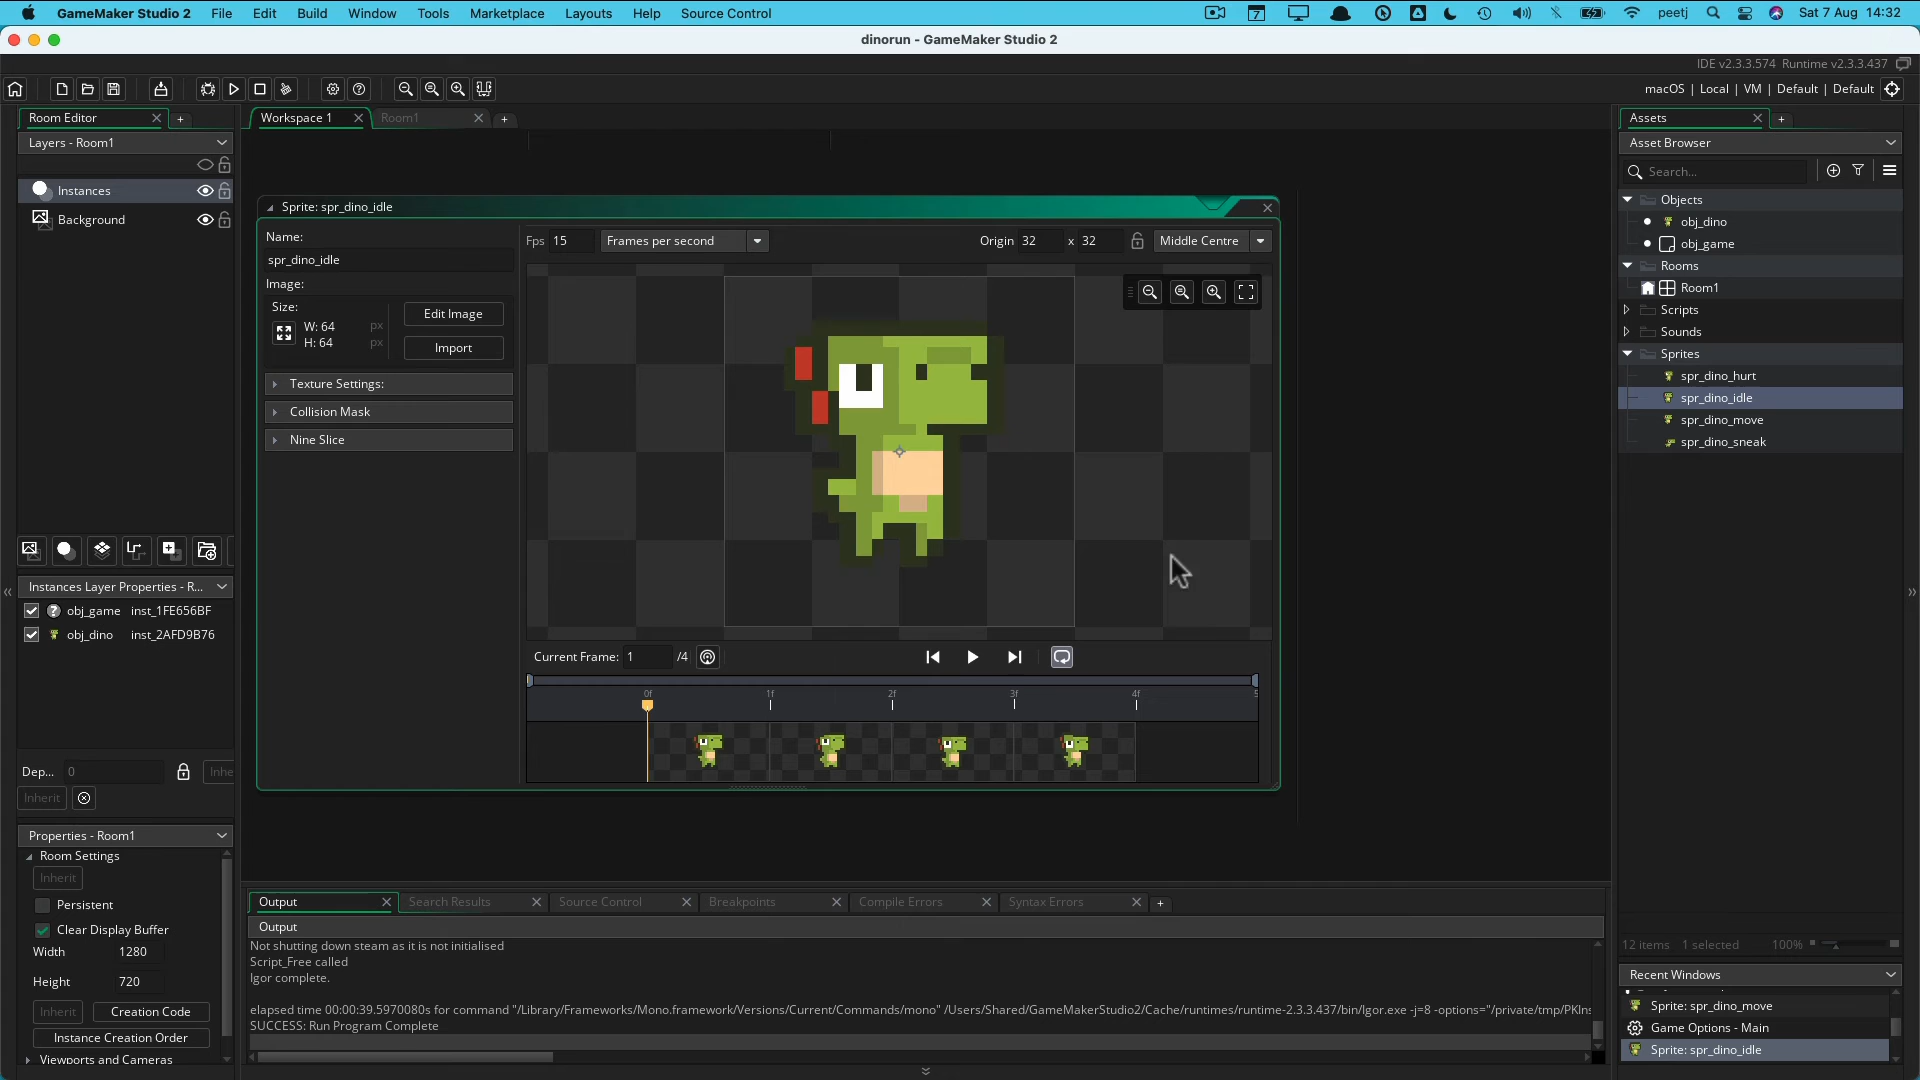 GameMaker Studio 2 File Edit Build Window Tools Marketplace Layouts Help Source Control 7 peetj Sat 7 Aug 14:32
dinorun - GameMaker Studio 2
IDE v2.3.3.574 Runtime v2.3.3.437
macOS | Local | VM | Default | Default
Room Editor
Workspace 1
Room1
Assets
Layers - Room1
Asset Browser
Search...
Instances
Background
Objects
obj_dino
obj_game
Rooms
Room1
Scripts
Sounds
Sprites
spr_dino_hurt
spr_dino_idle
spr_dino_move
spr_dino_sneak
Sprite: spr_dino_idle
Name:
spr_dino_idle
Image:
Size:
W: 64 px
H: 64 px
Edit Image
Import
Texture Settings:
Collision Mask
Nine Slice
Fps 15 Frames per second
Origin 32 x 32 Middle Centre
Current Frame: 1 /4
0f 1f 2f 3f 4f 5
Instances Layer Properties - R...
obj_game inst_1FE656BF
obj_dino inst_2AFD9B76
Dep... 0 Inhe
Inherit
Properties - Room1
Room Settings
Inherit
Persistent
Clear Display Buffer
Width 1280
Height 720
Inherit Creation Code
Instance Creation Order
Viewports and Cameras
Output Search Results Source Control Breakpoints Compile Errors Syntax Errors
Output
Not shutting down steam as it is not initialised
Script_Free called
Igor complete.
elapsed time 00:00:39.5970080s for command "/Library/Frameworks/Mono.framework/Versions/Current/Commands/mono" /Users/Shared/GameMakerStudio2/Cache/runtimes/runtime-2.3.3.437/bin/Igor.exe -j=8 -options="/private/tmp/PKIns
SUCCESS: Run Program Complete
12 items 1 selected 100%
Recent Windows
Sprite: spr_dino_move
Game Options - Main
Sprite: spr_dino_idle